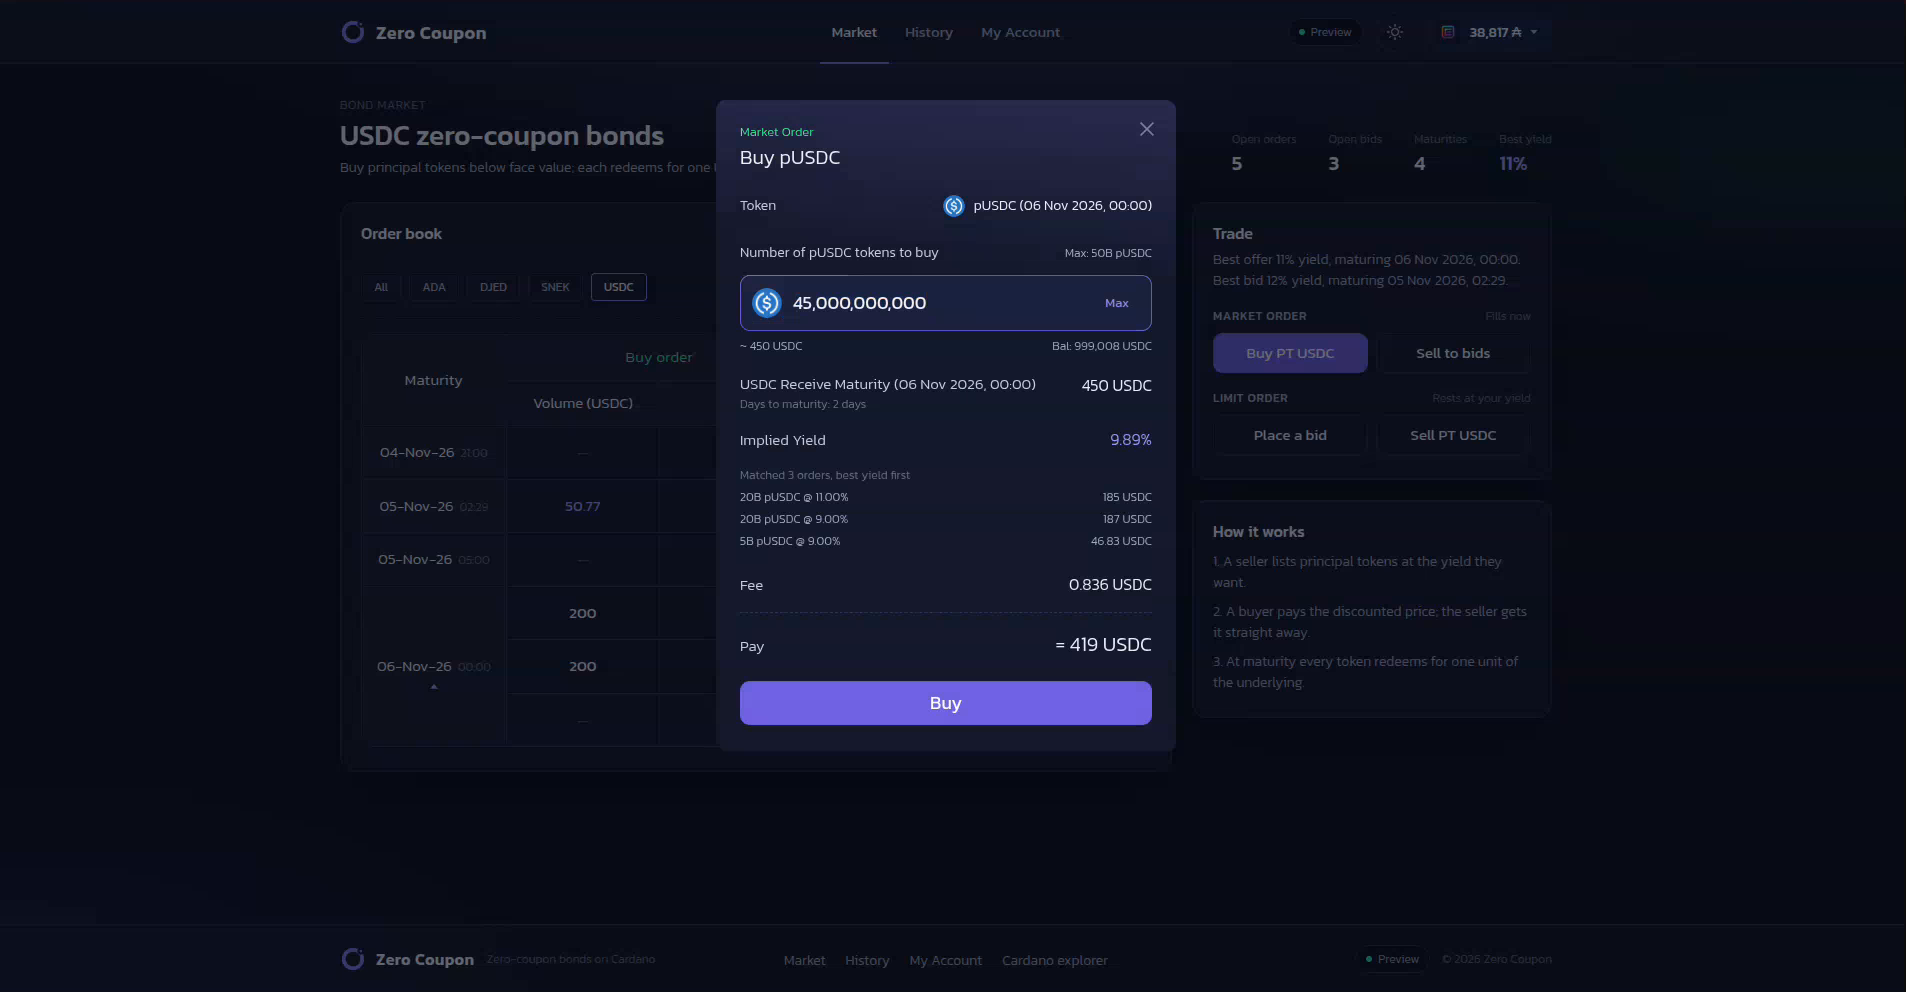 Zero Coupon
Market
History
My Account
Preview
38,817 ₳
BOND MARKET
USDC zero-coupon bonds
Buy principal tokens below face value; each redeems for one
Open orders
5
Open bids
3
Maturities
4
Best yield
11%
Order book
All
ADA
DJED
SNEK
USDC
Maturity
Buy order
Volume (USDC)
04-Nov-26 21:00
—
05-Nov-26 02:29
50.77
05-Nov-26 05:00
—
200
06-Nov-26 00:00
200
—
Market Order
Buy pUSDC
Token
pUSDC (06 Nov 2026, 00:00)
Number of pUSDC tokens to buy
Max: 50B pUSDC
45,000,000,000
Max
~ 450 USDC
Bal: 999,008 USDC
USDC Receive Maturity (06 Nov 2026, 00:00)
450 USDC
Days to maturity: 2 days
Implied Yield
9.89%
Matched 3 orders, best yield first
20B pUSDC @ 11.00%
185 USDC
20B pUSDC @ 9.00%
187 USDC
5B pUSDC @ 9.00%
46.83 USDC
Fee
0.836 USDC
Pay
= 419 USDC
Buy
Trade
Best offer 11% yield, maturing 06 Nov 2026, 00:00.
Best bid 12% yield, maturing 05 Nov 2026, 02:29.
MARKET ORDER
Fills now
Buy PT USDC
Sell to bids
LIMIT ORDER
Rests at your yield
Place a bid
Sell PT USDC
How it works
1. A seller lists principal tokens at the yield they
want.
2. A buyer pays the discounted price; the seller gets
it straight away.
3. At maturity every token redeems for one unit of
the underlying.
Zero Coupon
Zero-coupon bonds on Cardano
Market
History
My Account
Cardano explorer
Preview
© 2026 Zero Coupon